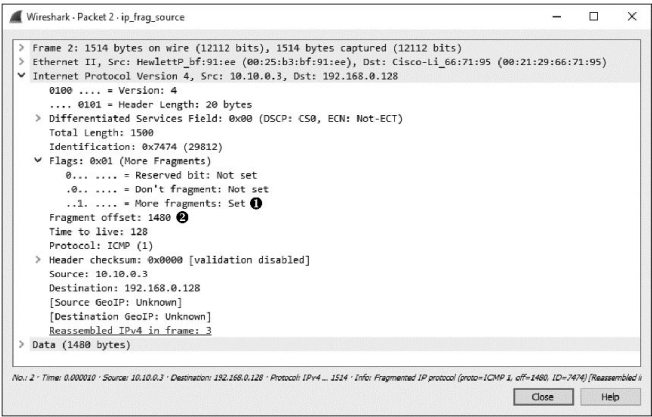 Wireshark · Packet 2 · ip_frag_source
Frame 2: 1514 bytes on wire (12112 bits), 1514 bytes captured (12112 bits)
Ethernet II, Src: HewlettP_bf:91:ee (00:25:b3:bf:91:ee), Dst: Cisco-Li_66:71:95 (00:21:29:66:71:95)
Internet Protocol Version 4, Src: 10.10.0.3, Dst: 192.168.0.128
0100 .... = Version: 4
.... 0101 = Header Length: 20 bytes
Differentiated Services Field: 0x00 (DSCP: CS0, ECN: Not-ECT)
Total Length: 1500
Identification: 0x7474 (29812)
Flags: 0x01 (More Fragments)
0... .... = Reserved bit: Not set
.0.. .... = Don't fragment: Not set
..1. .... = More fragments: Set ❶
Fragment offset: 1480 ❷
Time to live: 128
Protocol: ICMP (1)
Header checksum: 0x0000 [validation disabled]
Source: 10.10.0.3
Destination: 192.168.0.128
[Source GeoIP: Unknown]
[Destination GeoIP: Unknown]
Reassembled IPv4 in frame: 3
Data (1480 bytes)
No.: 2 · Time: 0.000010 · Source: 10.10.0.3 · Destination: 192.168.0.128 · Protocol: IPv4 ... 1514 · Info: Fragmented IP protocol (proto=ICMP 1, off=1480, ID=7474) [Reassembled i
Close Help